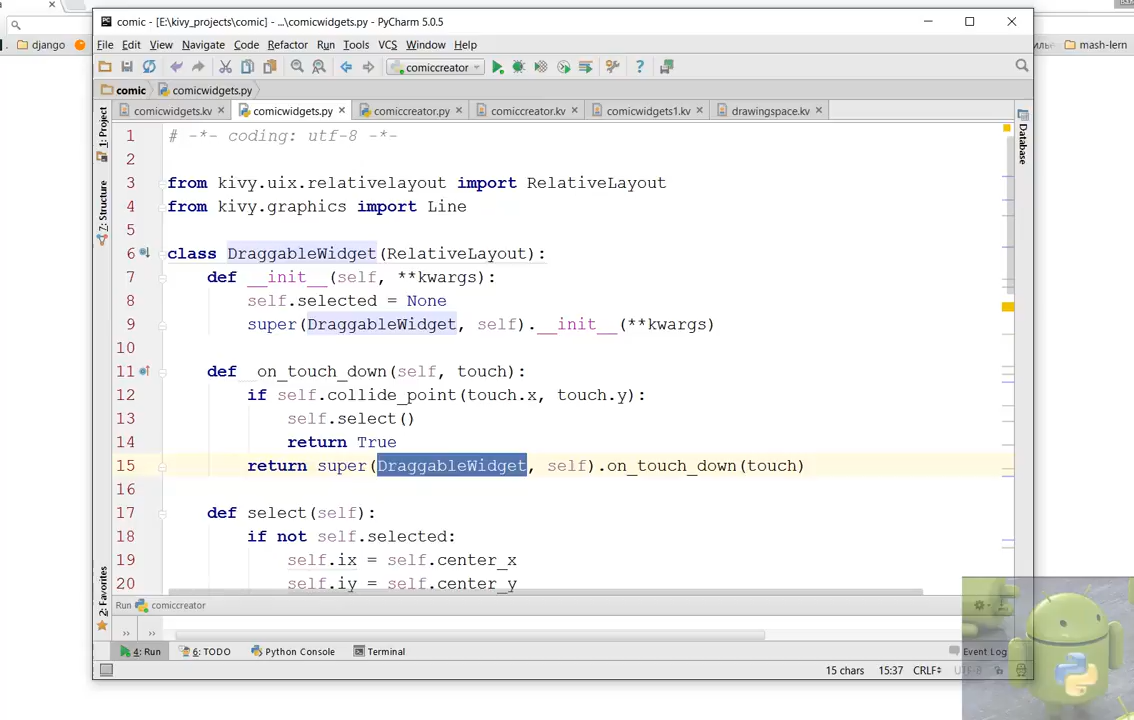 django
ильё
mash-lern
comic - [E:\kivy_projects\comic] - ...\comicwidgets.py - PyCharm 5.0.5
File Edit View Navigate Code Refactor Run Tools VCS Window Help
comiccreator
comic comicwidgets.py
comicwidgets.kv comicwidgets.py comiccreator.py comiccreator.kv comicwidgets1.kv drawingspace.kv
1: Project
7: Structure
2: Favorites
Database
1 # -*- coding: utf-8 -*-
2
3 from kivy.uix.relativelayout import RelativeLayout
4 from kivy.graphics import Line
5
6 class DraggableWidget(RelativeLayout):
7 def __init__(self, **kwargs):
8 self.selected = None
9 super(DraggableWidget, self).__init__(**kwargs)
10
11 def on_touch_down(self, touch):
12 if self.collide_point(touch.x, touch.y):
13 self.select()
14 return True
15 return super(DraggableWidget, self).on_touch_down(touch)
16
17 def select(self):
18 if not self.selected:
19 self.ix = self.center_x
20 self.iy = self.center_y
Run comiccreator
4: Run 6: TODO Python Console Terminal Event Log
15 chars 15:37 CRLF UTF-8